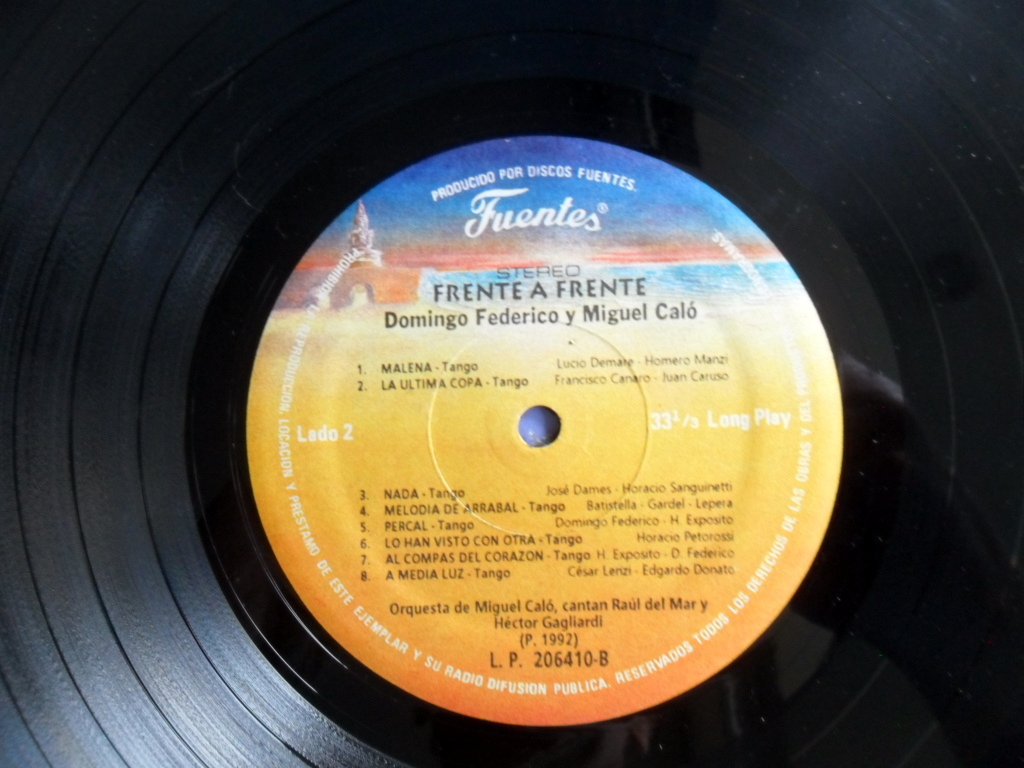 PRODUCIDO POR DISCOS FUENTES.
Fuentes®
STEREO
FRENTE A FRENTE
Domingo Federico y Miguel Caló
1. MALENA - Tango Lucio Demare - Homero Manzi
2. LA ULTIMA COPA - Tango Francisco Canaro - Juan Caruso
Lado 2
33 1/3 Long Play
3. NADA - Tango José Dames - Horacio Sanguinetti
4. MELODIA DE ARRABAL - Tango Batistella - Gardel - Lepera
5. PERCAL - Tango Domingo Federico - H. Exposito
6. LO HAN VISTO CON OTRA - Tango Horacio Petorossi
7. AL COMPAS DEL CORAZON - Tango H. Exposito - D. Federico
8. A MEDIA LUZ - Tango César Lenzi - Edgardo Donato
Orquesta de Miguel Caló, cantan Raúl del Mar y
Héctor Gagliardi
(P. 1992)
L. P. 206410-B
REPRODUCCION, LOCACION Y PRESTAMO DE ESTE EJEMPLAR Y SU RADIO DIFUSION PUBLICA. RESERVADOS TODOS LOS DERECHOS DE LAS OBRAS Y DEL